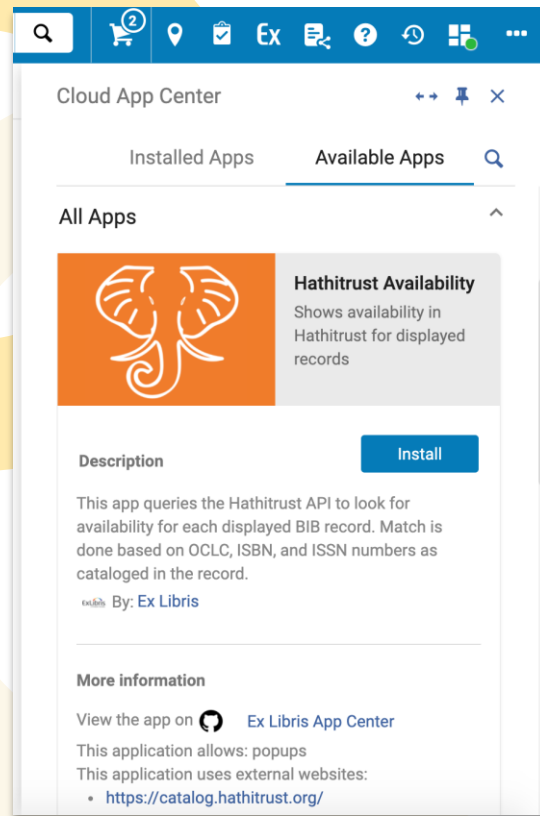 2
Ex
?
Cloud App Center
Installed Apps
Available Apps
All Apps
Hathitrust Availability
Shows availability in
Hathitrust for displayed
records
Description
Install
This app queries the Hathitrust API to look for
availability for each displayed BIB record. Match is
done based on OCLC, ISBN, and ISSN numbers as
cataloged in the record.
ExLibris By: Ex Libris
More information
View the app on Ex Libris App Center
This application allows: popups
This application uses external websites:
• https://catalog.hathitrust.org/